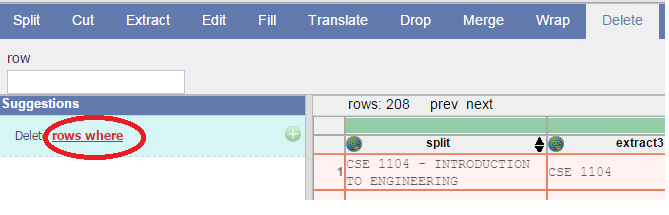 Split Cut Extract Edit Fill Translate Drop Merge Wrap Delete
row
Suggestions
rows: 208 prev next
Delete rows where
split extract3
1 CSE 1104 - INTRODUCTION TO ENGINEERING CSE 1104